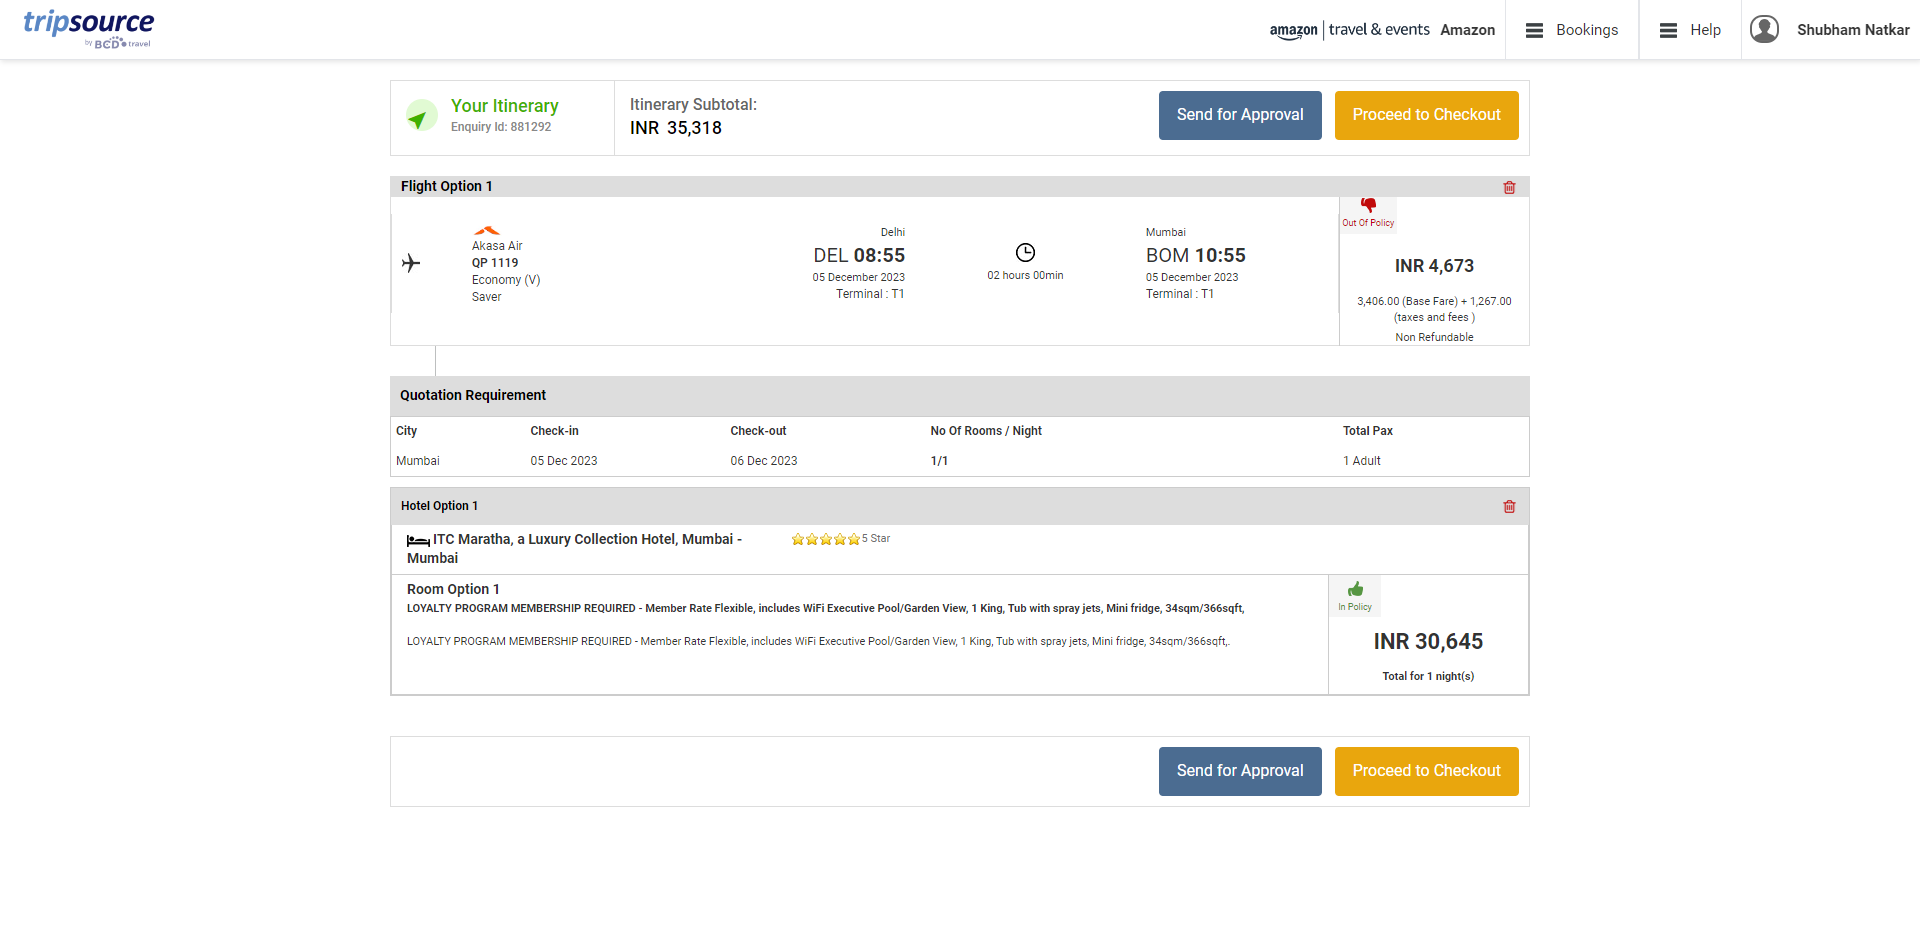 tripsource
by BCD travel
amazon | travel & events Amazon
Bookings
Help
Shubham Natkar
Your Itinerary
Enquiry Id: 881292
Itinerary Subtotal:
INR 35,318
Send for Approval
Proceed to Checkout
Flight Option 1
Akasa Air
QP 1119
Economy (V)
Saver
Delhi
DEL 08:55
05 December 2023
Terminal : T1
02 hours 00min
Mumbai
BOM 10:55
05 December 2023
Terminal : T1
Out Of Policy
INR 4,673
3,406.00 (Base Fare) + 1,267.00
(taxes and fees )
Non Refundable
Quotation Requirement
City Check-in Check-out No Of Rooms / Night Total Pax
Mumbai 05 Dec 2023 06 Dec 2023 1/1 1 Adult
Hotel Option 1
ITC Maratha, a Luxury Collection Hotel, Mumbai -
Mumbai
5 Star
Room Option 1
LOYALTY PROGRAM MEMBERSHIP REQUIRED - Member Rate Flexible, includes WiFi Executive Pool/Garden View, 1 King, Tub with spray jets, Mini fridge, 34sqm/366sqft,
LOYALTY PROGRAM MEMBERSHIP REQUIRED - Member Rate Flexible, includes WiFi Executive Pool/Garden View, 1 King, Tub with spray jets, Mini fridge, 34sqm/366sqft,.
In Policy
INR 30,645
Total for 1 night(s)
Send for Approval
Proceed to Checkout